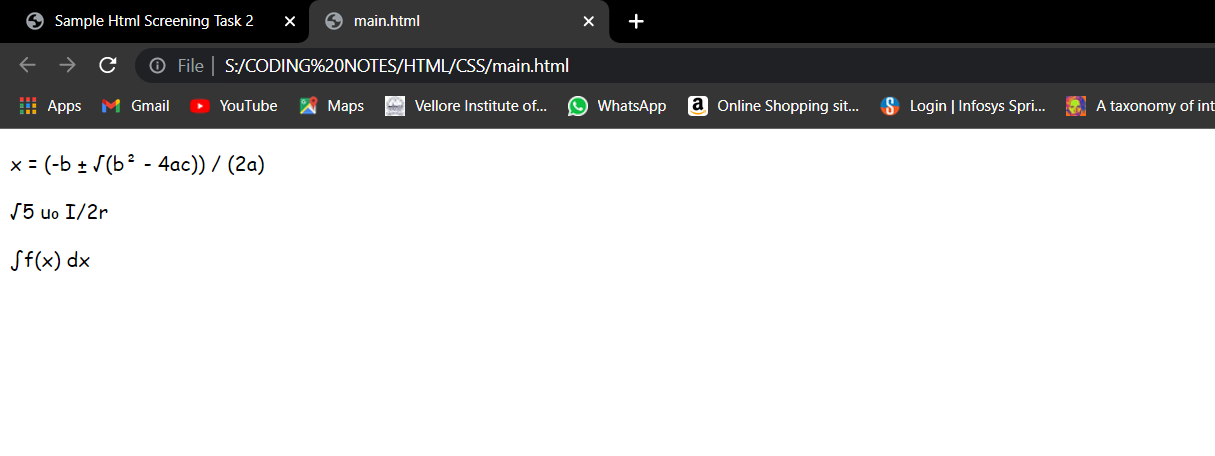 Sample Html Screening Task 2
main.html
File | S:/CODING%20NOTES/HTML/CSS/main.html
Apps Gmail YouTube Maps Vellore Institute of... WhatsApp Online Shopping sit... Login | Infosys Spri... A taxonomy of int
x = (-b ± √(b² - 4ac)) / (2a)
√5 u₀ I/2r
∫f(x) dx